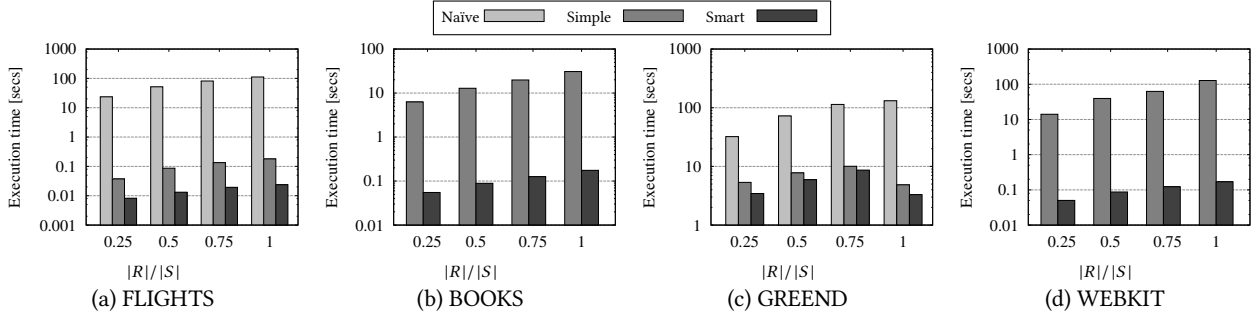 Naïve Simple Smart
Execution time [secs]
1000
100
10
1
0.1
0.01
0.001
0.25 0.5 0.75 1
|R|/|S|
(a) FLIGHTS
Execution time [secs]
100
10
1
0.1
0.01
0.25 0.5 0.75 1
|R|/|S|
(b) BOOKS
Execution time [secs]
1000
100
10
1
0.25 0.5 0.75 1
|R|/|S|
(c) GREEND
Execution time [secs]
1000
100
10
1
0.1
0.01
0.25 0.5 0.75 1
|R|/|S|
(d) WEBKIT